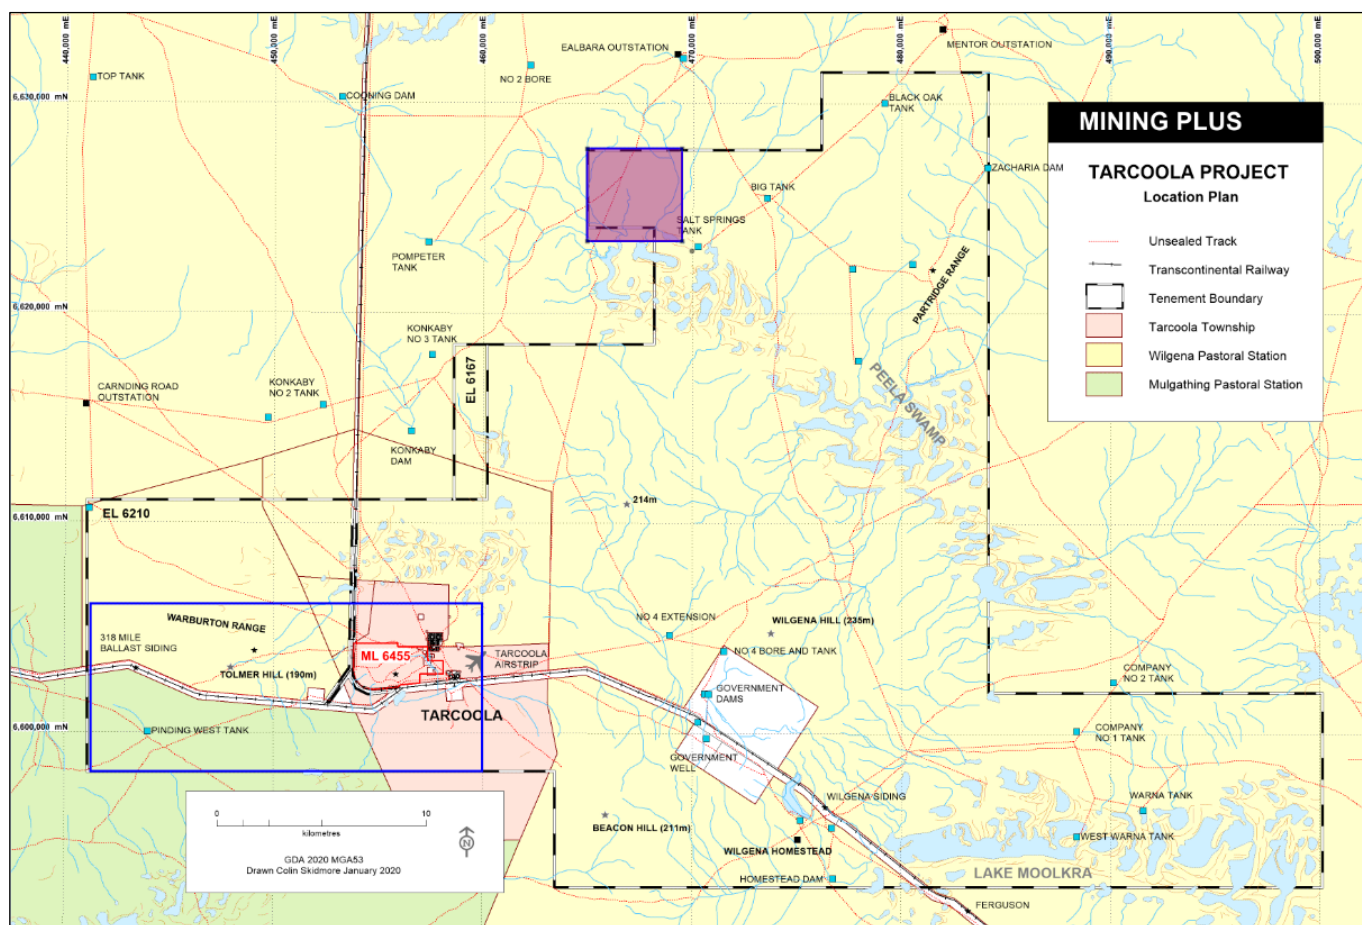 440,000 mE
450,000 mE
460,000 mE
470,000 mE
480,000 mE
490,000 mE
500,000 mE
EALBARA OUTSTATION
MENTOR OUTSTATION
TOP TANK
NO 2 BORE
COONING DAM
6,630,000 mN
BLACK OAK
TANK
MINING PLUS
TARCOOLA PROJECT
Location Plan
Unsealed Track
Transcontinental Railway
Tenement Boundary
Tarcoola Township
Wilgena Pastoral Station
Mulgathing Pastoral Station
ZACHARIA DAM
BIG TANK
SALT SPRINGS
TANK
POMPETER
TANK
PARTRIDGE RANGE
6,620,000 mN
KONKABY
NO 3 TANK
EL 6167
PEELA SWAMP
CARNDING ROAD
OUTSTATION
KONKABY
NO 2 TANK
KONKABY
DAM
214m
EL 6210
6,610,000 mN
WARBURTON RANGE
318 MILE
BALLAST SIDING
TOLMER HILL (190m)
ML 6455
TARCOOLA
AIRSTRIP
NO 4 EXTENSION
WILGENA HILL (235m)
NO 4 BORE AND TANK
COMPANY
NO 2 TANK
GOVERNMENT
DAMS
TARCOOLA
6,600,000 mN
PINDING WEST TANK
COMPANY
NO 1 TANK
GOVERNMENT
WELL
WILGENA SIDING
WARNA TANK
BEACON HILL (211m)
WEST WARNA TANK
WILGENA HOMESTEAD
HOMESTEAD DAM
LAKE MOOLKRA
FERGUSON
0
10
kilometres
N
GDA 2020 MGA53
Drawn Colin Skidmore January 2020